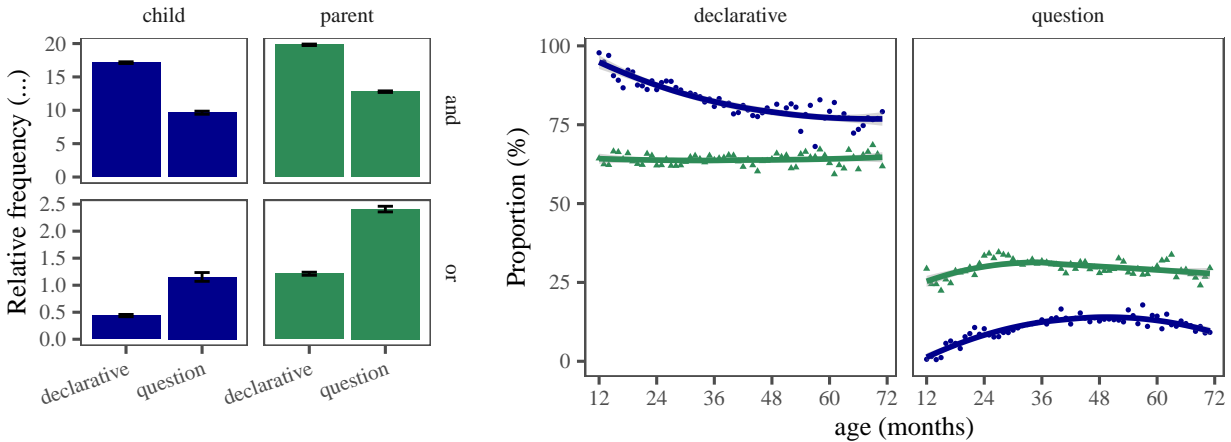 child parent
Relative frequency (...)
20
15
10
5
0
and
2.5
2.0
1.5
1.0
0.5
0.0
or
declarative question declarative question
declarative question
Proportion (%)
100
75
50
25
0
12 24 36 48 60 72 12 24 36 48 60 72
age (months)